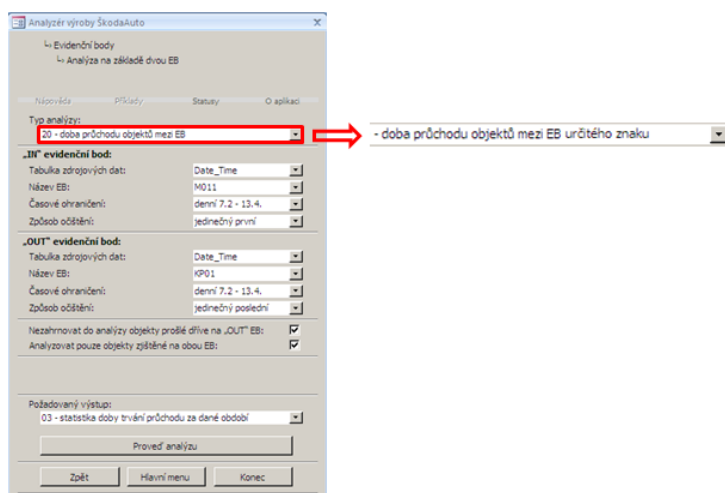 Analyzér výroby ŠkodaAuto x
Evidenční body
Analýza na základě dvou EB
Nápověda Příklady Statusy O aplikaci
Typ analýzy:
20 - doba průchodu objektů mezi EB
- doba průchodu objektů mezi EB určitého znaku
„IN" evidenční bod:
Tabulka zdrojových dat: Date_Time
Název EB: M011
Časové ohraničení: denní 7.2 - 13.4.
Způsob očištění: jedinečný první
„OUT" evidenční bod:
Tabulka zdrojových dat: Date_Time
Název EB: KP01
Časové ohraničení: denní 7.2 - 13.4.
Způsob očištění: jedinečný poslední
Nezahrnovat do analýzy objekty prošlé dříve na „OUT" EB:
Analyzovat pouze objekty zjištěné na obou EB:
Požadovaný výstup:
03 - statistika doby trvání průchodu za dané období
Proveď analýzu
Zpět Hlavní menu Konec